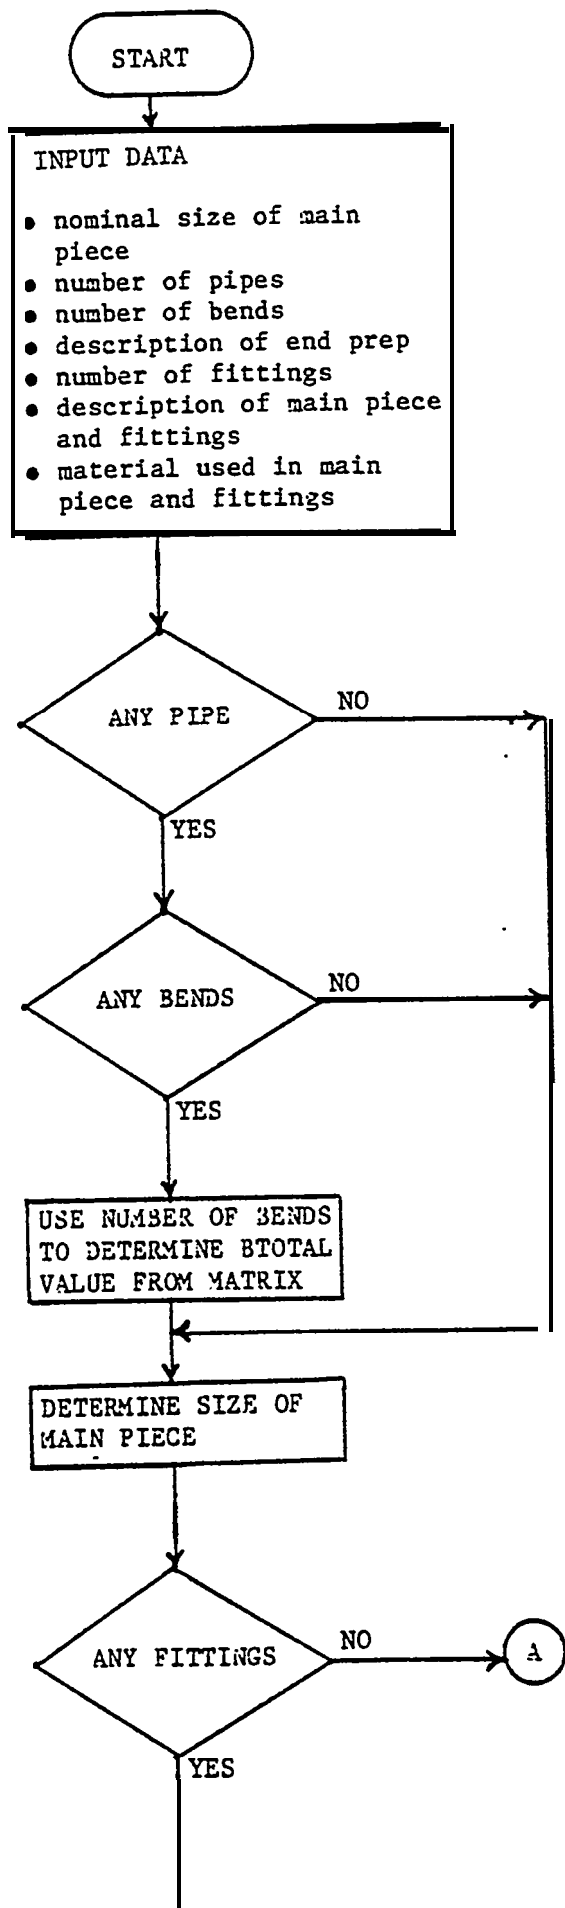 START
INPUT DATA
• nominal size of main
piece
• number of pipes
• number of bends
• description of end prep
• number of fittings
• description of main piece
and fittings
• material used in main
piece and fittings
ANY PIPE
NO
YES
ANY BENDS
NO
YES
USE NUMBER OF BENDS
TO DETERMINE BTOTAL
VALUE FROM MATRIX
DETERMINE SIZE OF
MAIN PIECE
ANY FITTINGS
NO
A
YES